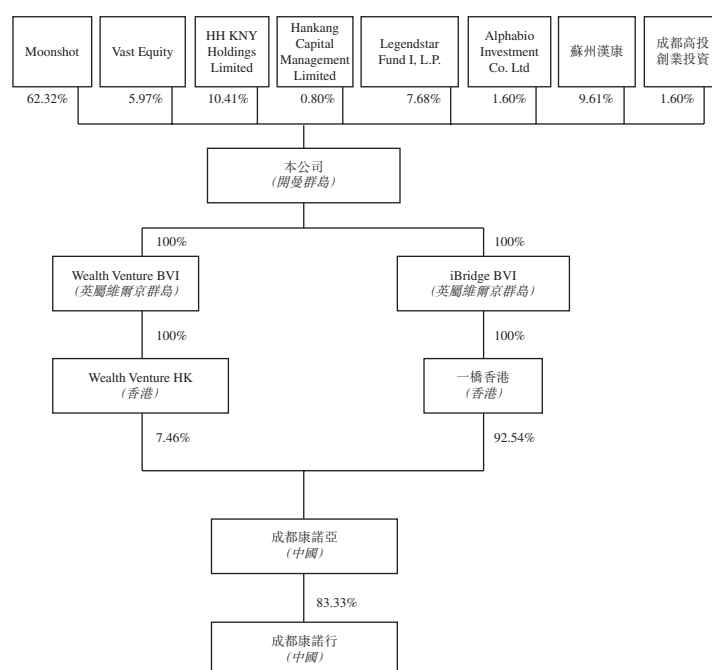 Moonshot
Vast Equity
HH KNY
Holdings
Limited
Hankang
Capital
Management
Limited
Legendstar
Fund I, L.P.
Alphabio
Investment
Co. Ltd
蘇州漢康
成都高投
創業投資
62.32%
5.97%
10.41%
0.80%
7.68%
1.60%
9.61%
1.60%
本公司
(開曼群島)
100%
100%
Wealth Venture BVI
(英屬維爾京群島)
iBridge BVI
(英屬維爾京群島)
100%
100%
Wealth Venture HK
(香港)
一橋香港
(香港)
7.46%
92.54%
成都康諾亞
(中國)
83.33%
成都康諾行
(中國)